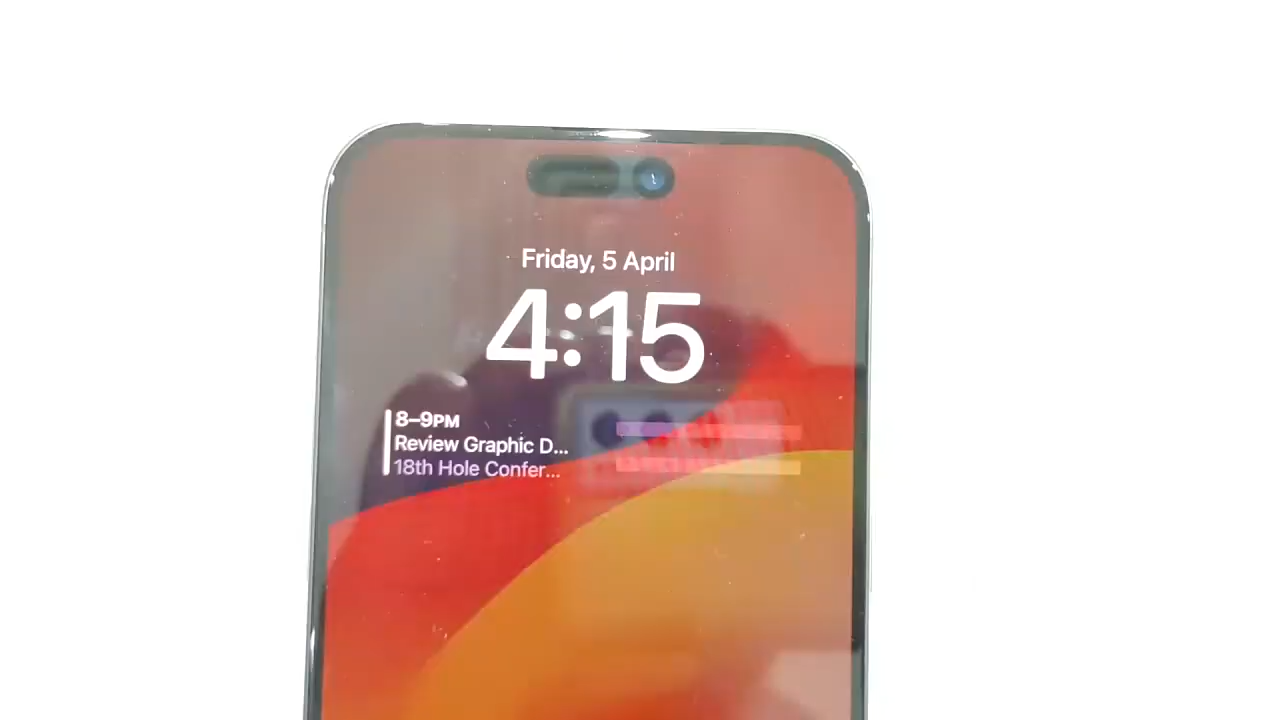 Friday, 5 April
4:15
8–9PM
Review Graphic D...
18th Hole Confer...